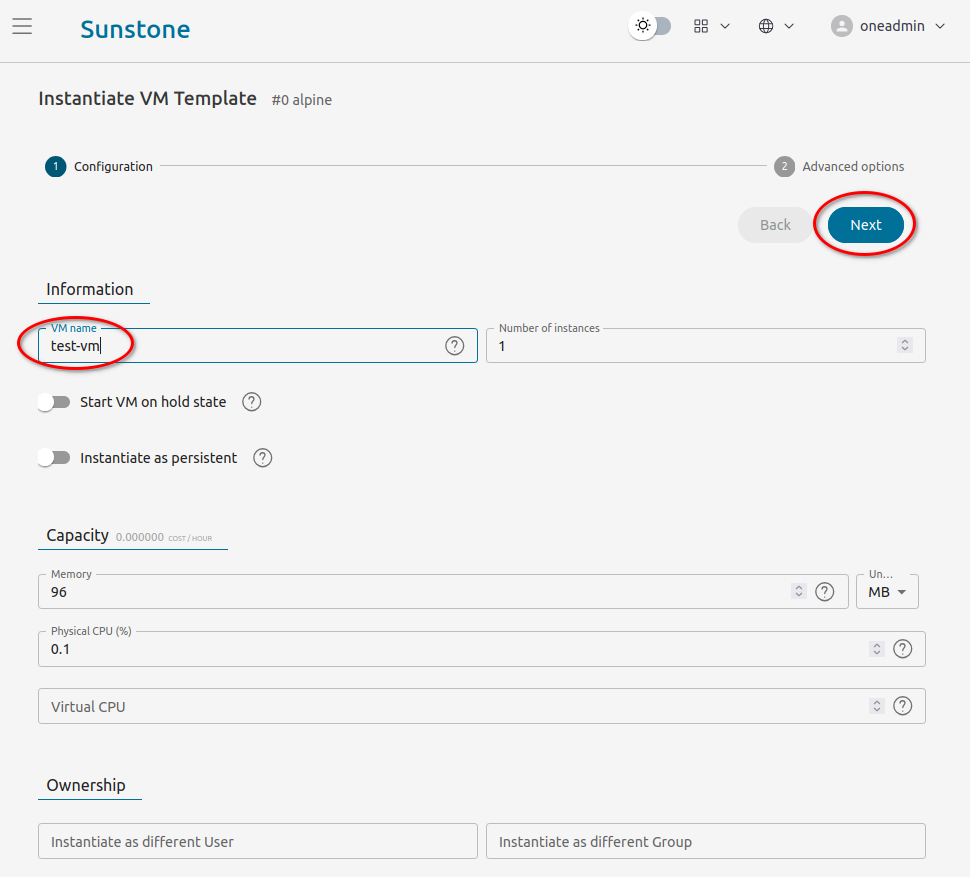 Sunstone
oneadmin
Instantiate VM Template #0 alpine
1 Configuration
2 Advanced options
Back
Next
Information
VM name
test-vm
?
Number of instances
1
Start VM on hold state ?
Instantiate as persistent ?
Capacity 0.000000 COST / HOUR
Memory
96
?
Un...
MB
Physical CPU (%)
0.1
?
Virtual CPU
?
Ownership
Instantiate as different User
Instantiate as different Group